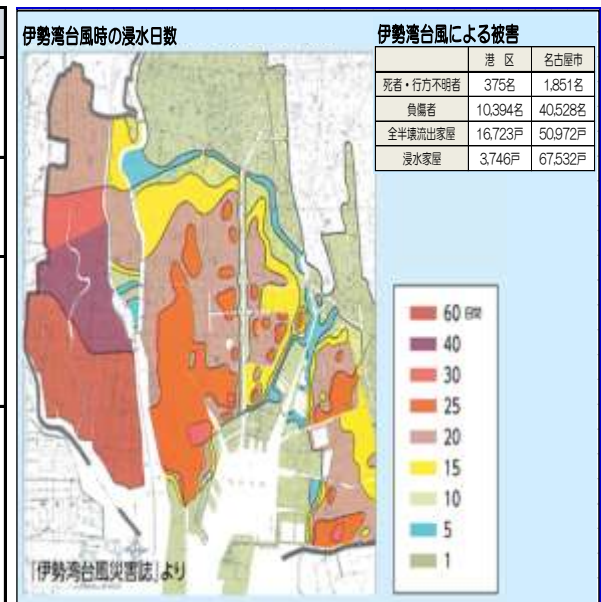 伊勢湾台風時の浸水日数
伊勢湾台風による被害
港 区 名古屋市
死者・行方不明者 375名 1,851名
負傷者 10,394名 40,528名
全半壊流出家屋 16,723戸 50,972戸
浸水家屋 3,746戸 67,532戸
60 日間
40
30
25
20
15
10
5
1
「伊勢湾台風災害誌」より